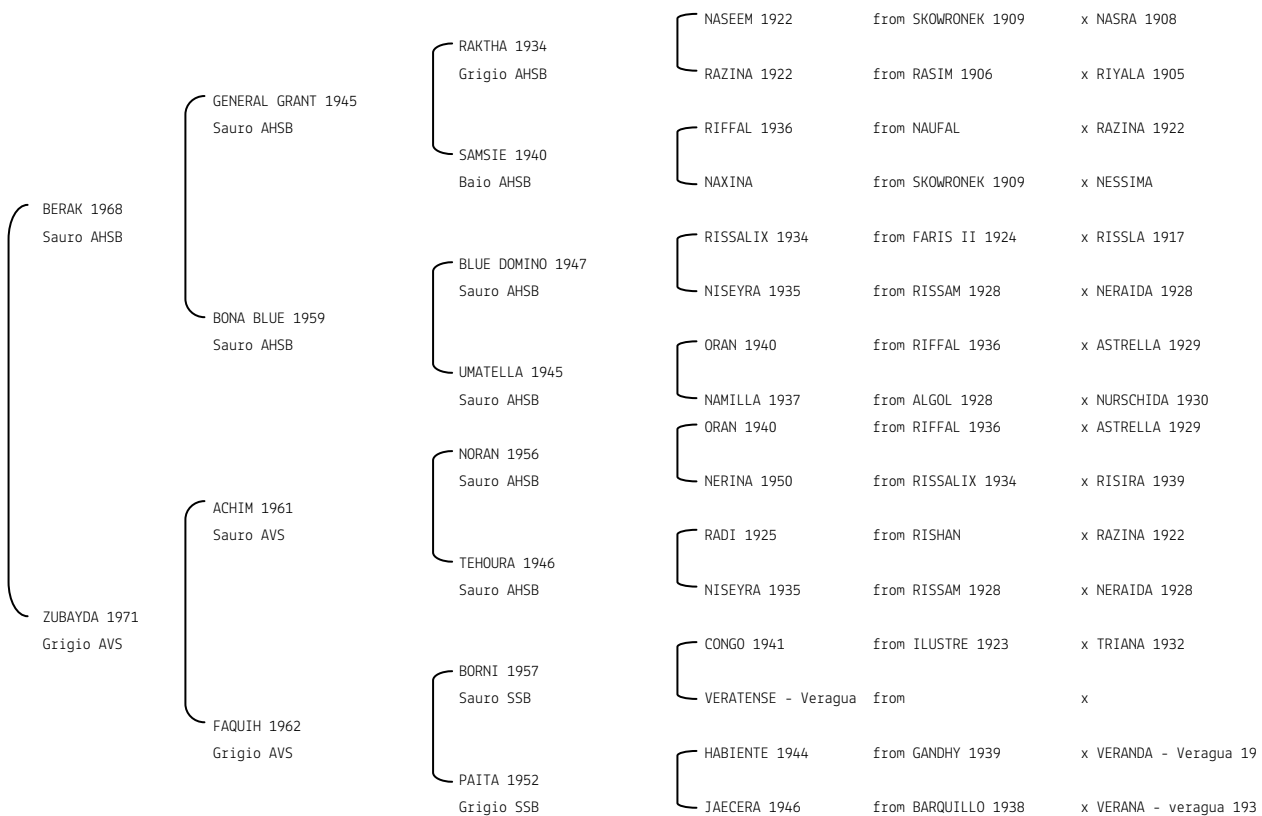 NASEEM 1922 from SKOWRONEK 1909 x NASRA 1908
RAKTHA 1934
Grigio AHSB RAZINA 1922 from RASIM 1906 x RIYALA 1905
GENERAL GRANT 1945
Sauro AHSB RIFFAL 1936 from NAUFAL x RAZINA 1922
SAMSIE 1940
Baio AHSB NAXINA from SKOWRONEK 1909 x NESSIMA
BERAK 1968
Sauro AHSB RISSALIX 1934 from FARIS II 1924 x RISSLA 1917
BLUE DOMINO 1947
Sauro AHSB NISEYRA 1935 from RISSAM 1928 x NERAIDA 1928
BONA BLUE 1959
Sauro AHSB ORAN 1940 from RIFFAL 1936 x ASTRELLA 1929
UMATELLA 1945
Sauro AHSB NAMILLA 1937 from ALGOL 1928 x NURSCHIDA 1930
ORAN 1940 from RIFFAL 1936 x ASTRELLA 1929
NORAN 1956
Sauro AHSB NERINA 1950 from RISSALIX 1934 x RISIRA 1939
ACHIM 1961
Sauro AVS RADI 1925 from RISHAN x RAZINA 1922
TEHOURA 1946
Sauro AHSB NISEYRA 1935 from RISSAM 1928 x NERAIDA 1928
ZUBAYDA 1971
Grigio AVS CONGO 1941 from ILUSTRE 1923 x TRIANA 1932
BORNI 1957
Sauro SSB VERATENSE - Veragua from x
FAQUIH 1962
Grigio AVS HABIENTE 1944 from GANDHY 1939 x VERANDA - Veragua 19
PAITA 1952
Grigio SSB JAECERA 1946 from BARQUILLO 1938 x VERANA - veragua 193